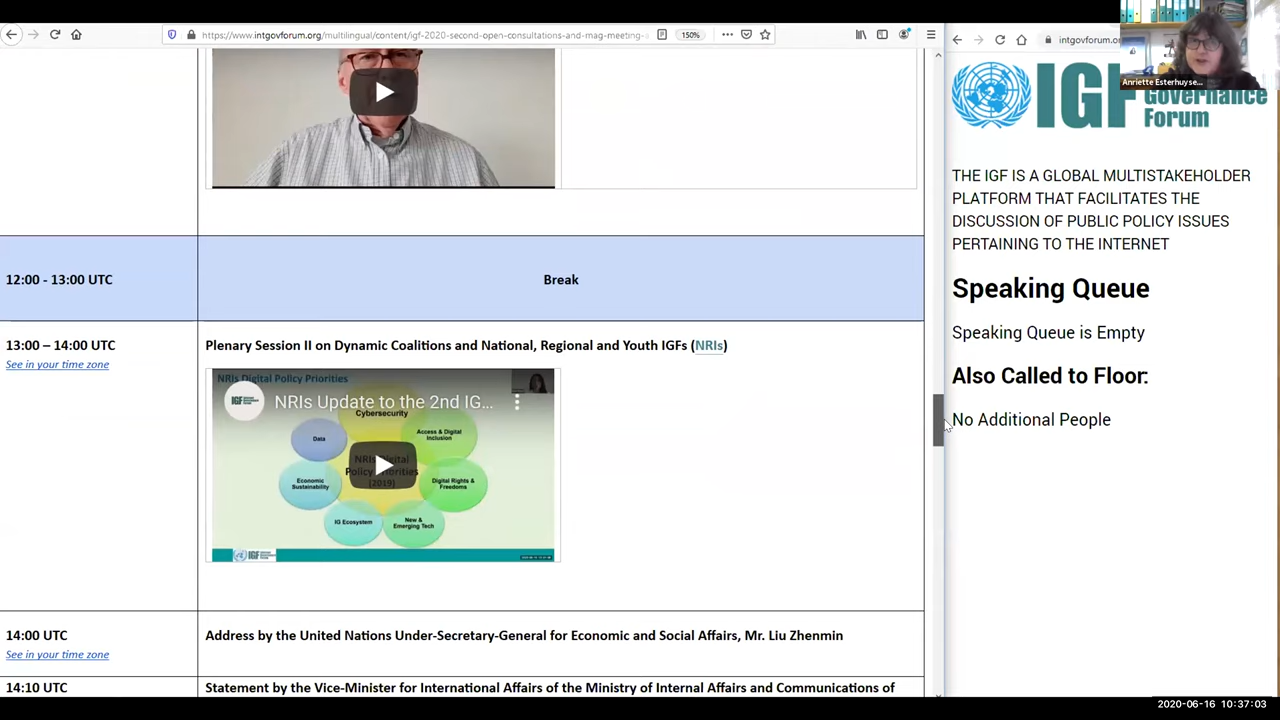 https://www.intgovforum.org/multilingual/content/igf-2020-second-open-consultations-and-mag-meeting-
150%
12:00 - 13:00 UTC
Break
13:00 – 14:00 UTC
See in your time zone
Plenary Session II on Dynamic Coalitions and National, Regional and Youth IGFs (NRIs)
NRIs Digital Policy Priorities
NRIs Update to the 2nd IG...
Cybersecurity
Data
Access & Digital
Inclusion
NRIs Digital
Policy Priorities
(2019)
Economic
Sustainability
Digital Rights &
Freedoms
IG Ecosystem
New &
Emerging Tech
IGF
14:00 UTC
See in your time zone
Address by the United Nations Under-Secretary-General for Economic and Social Affairs, Mr. Liu Zhenmin
14:10 UTC
Statement by the Vice-Minister for International Affairs of the Ministry of Internal Affairs and Communications of
intgovforum.o
Anriette Esterhuyse...
IGF
Governance
Forum
THE IGF IS A GLOBAL MULTISTAKEHOLDER
PLATFORM THAT FACILITATES THE
DISCUSSION OF PUBLIC POLICY ISSUES
PERTAINING TO THE INTERNET
Speaking Queue
Speaking Queue is Empty
Also Called to Floor:
No Additional People
2020-06-16 10:37:03